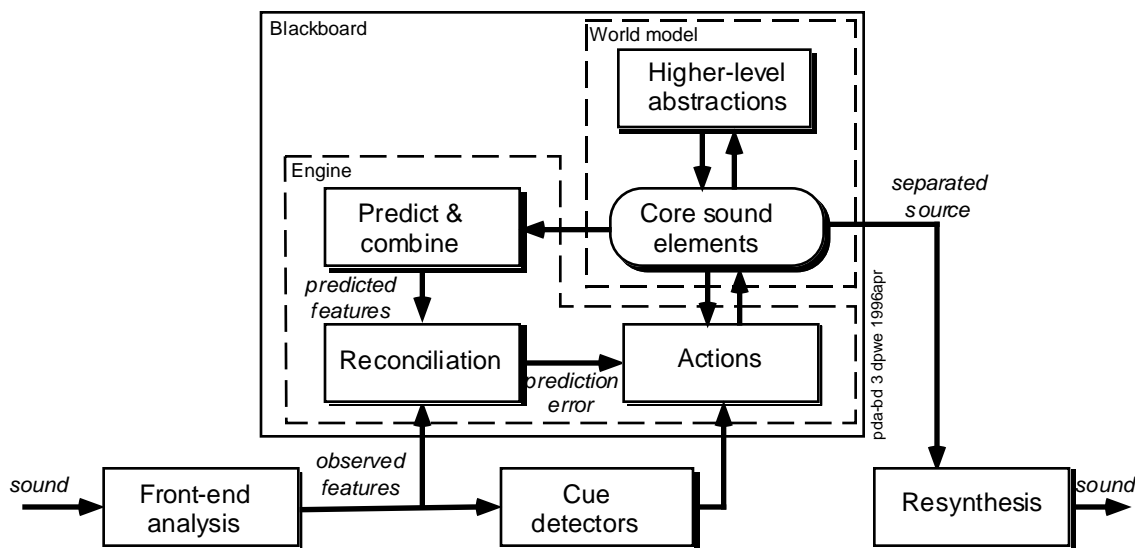 Blackboard
World model
Higher-level
abstractions
Engine
Predict &
combine
Core sound
elements
separated
source
predicted
features
Reconciliation
prediction
error
Actions
pda-bd 3 dpwe 1996apr
sound
Front-end
analysis
observed
features
Cue
detectors
Resynthesis
sound